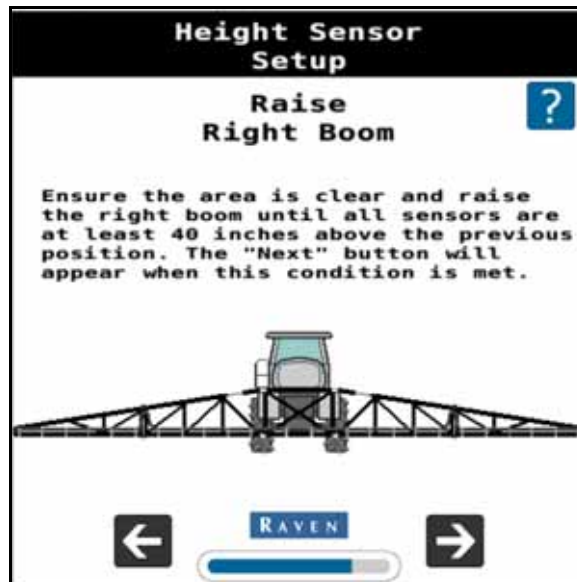 Height Sensor
Setup
Raise
Right Boom
?
Ensure the area is clear and raise
the right boom until all sensors are
at least 40 inches above the previous
position. The "Next" button will
appear when this condition is met.
RAVEN